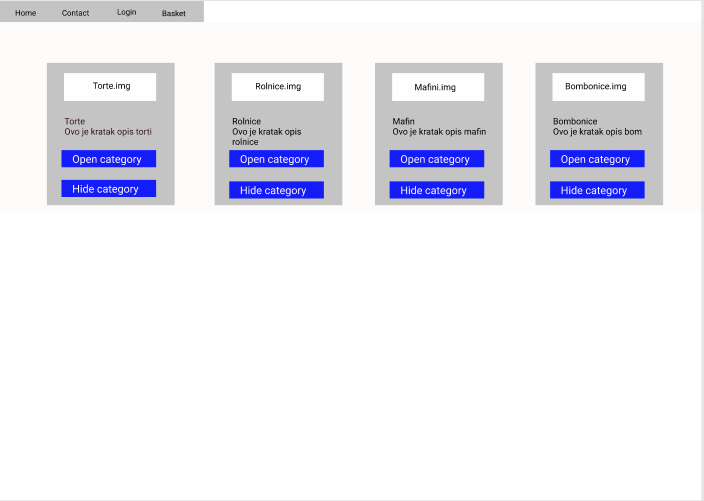 Home Contact Login Basket
Torte.img
Torte
Ovo je kratak opis torti
Open category
Hide category
Rolnice.img
Rolnice
Ovo je kratak opis
rolnice
Open category
Hide category
Mafini.img
Mafin
Ovo je kratak opis mafin
Open category
Hide category
Bombonice.img
Bombonice
Ovo je kratak opis bom
Open category
Hide category